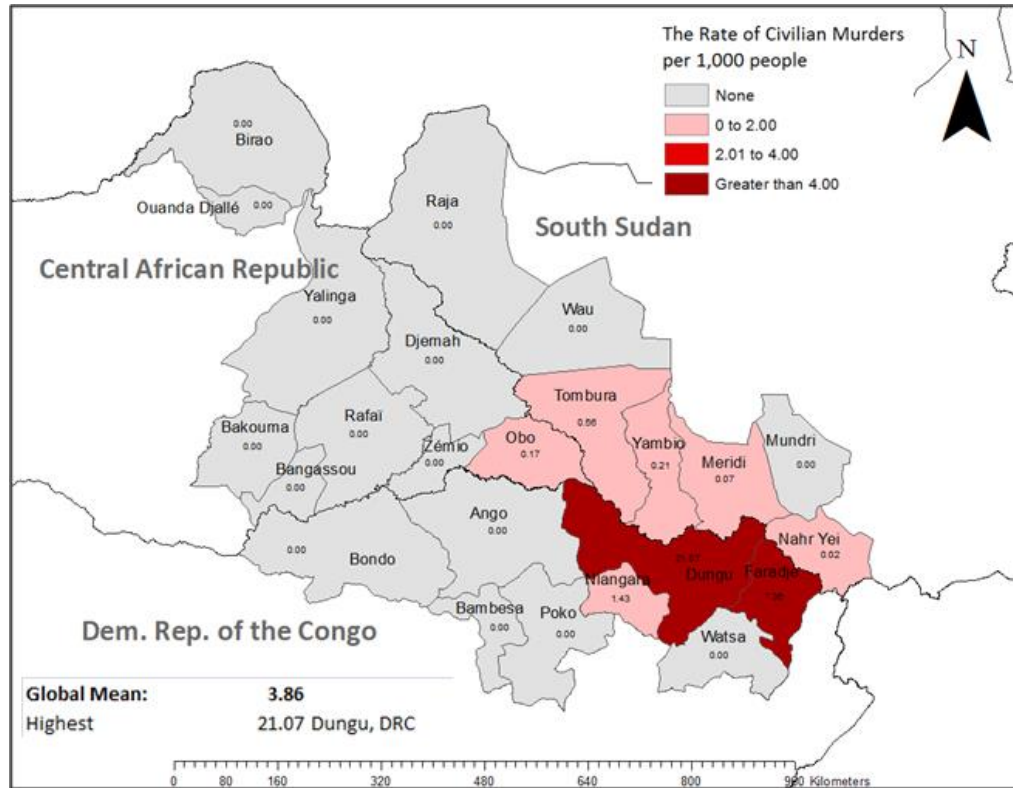 The Rate of Civilian Murders
per 1,000 people
None
0 to 2.00
2.01 to 4.00
Greater than 4.00
N
0.00
Birao
Ouanda Djallé 0.00
Raja
0.00
South Sudan
Central African Republic
Yalinga
0.00
Wau
0.00
Djemah
0.00
Tombura
Rafaï
0.00
Bakouma
0.00
Zémio
0.00
Obo
0.17
Yambio
0.21
Meridi
0.07
Mundri
0.00
Bangassou
0.00
Ango
0.00
Nahr Yei
0.02
0.00
Bondo
Dungu
Faradje
Niangara
1.43
Bambesa
0.00
Poko
0.00
Watsa
0.00
Dem. Rep. of the Congo
Global Mean: 3.86
Highest 21.07 Dungu, DRC
0 80 160 320 480 640 800 Kilometers